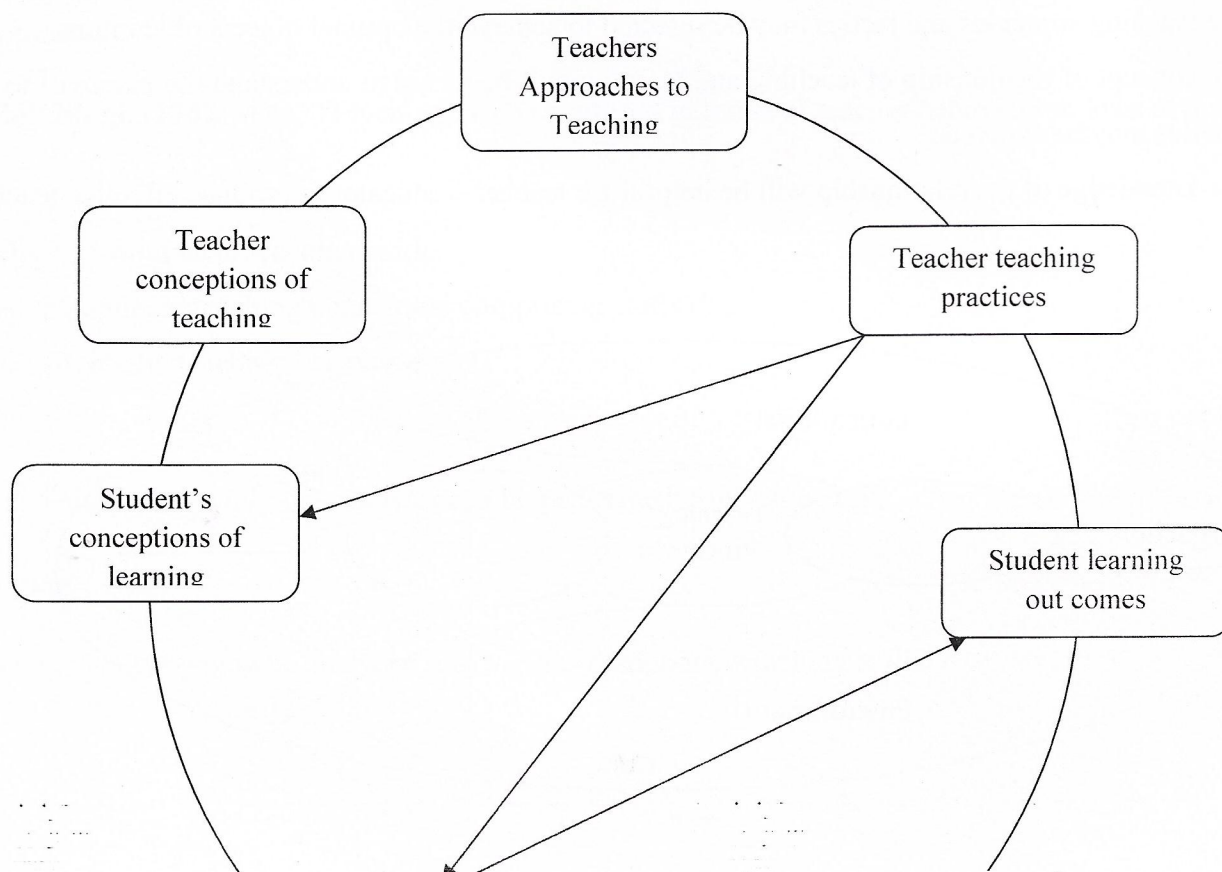 Teachers
Approaches to
Teaching
Teacher
conceptions of
teaching
Teacher teaching
practices
Student's
conceptions of
learning
Student learning
out comes